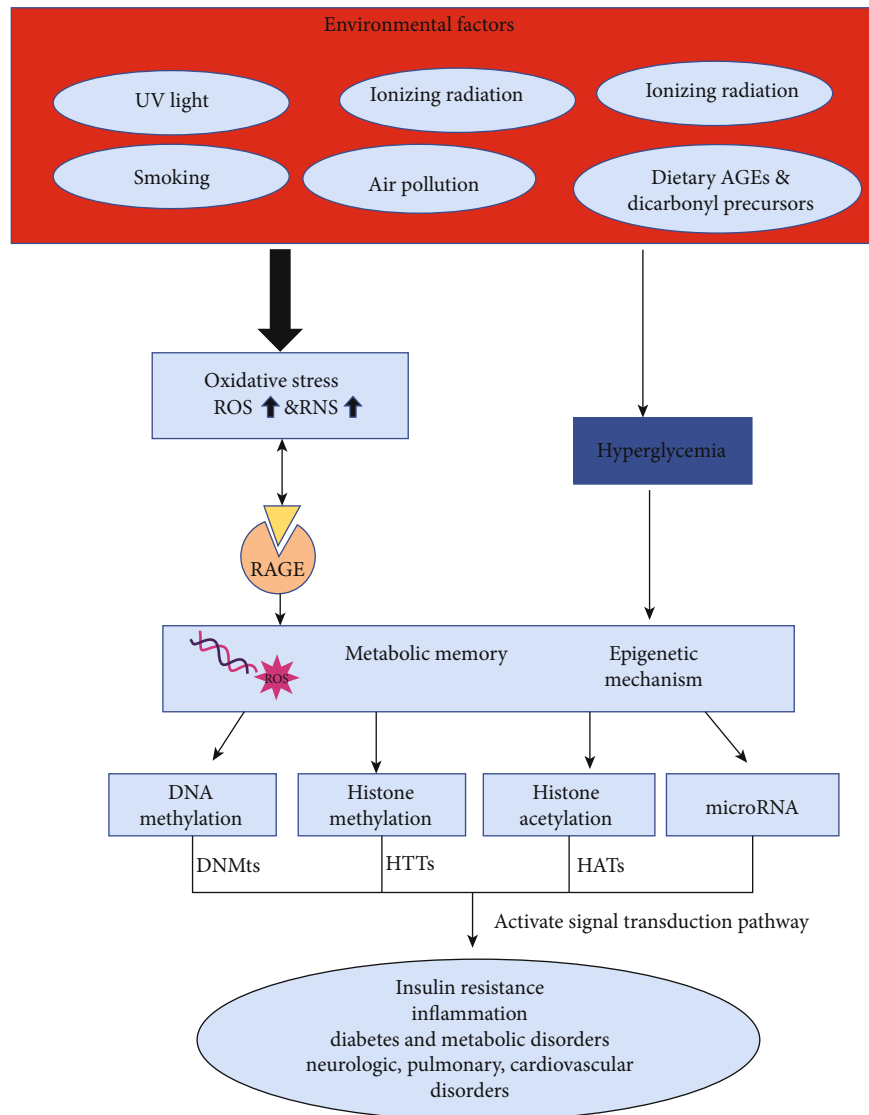 Environmental factors
UV light
Ionizing radiation
Ionizing radiation
Smoking
Air pollution
Dietary AGEs &
dicarbonyl precursors
Oxidative stress
ROS &RNS
Hyperglycemia
RAGE
ROS
Metabolic memory
Epigenetic
mechanism
DNA
methylation
Histone
methylation
Histone
acetylation
microRNA
DNMts
HTTs
HATs
Activate signal transduction pathway
Insulin resistance
inflammation
diabetes and metabolic disorders
neurologic, pulmonary, cardiovascular
disorders